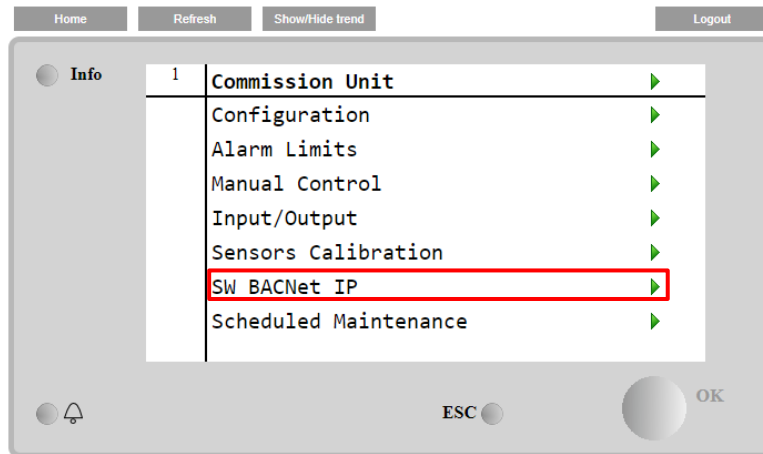 Home Refresh Show/Hide trend Logout
Info
1 Commission Unit
Configuration
Alarm Limits
Manual Control
Input/Output
Sensors Calibration
SW BACNet IP
Scheduled Maintenance
ESC
OK